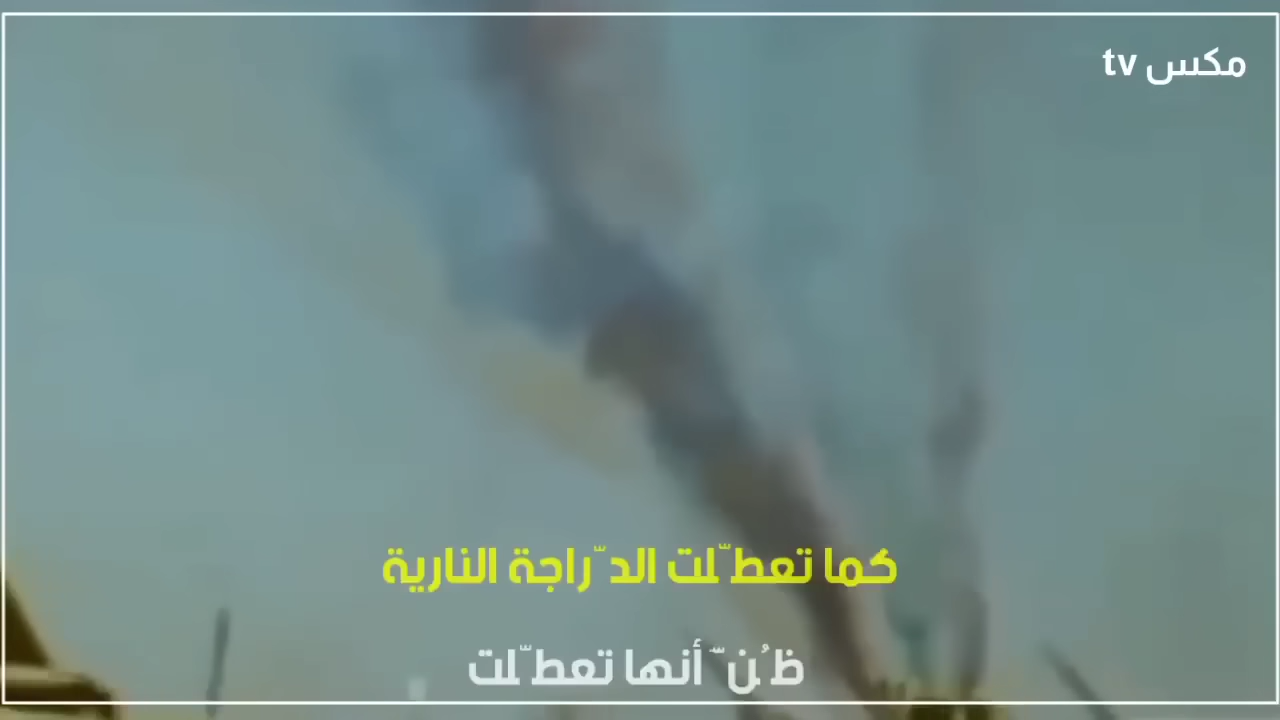 مكس tv
كما تعطّلت الدّراجة النارية
ظُنّ أنها تعطّلت